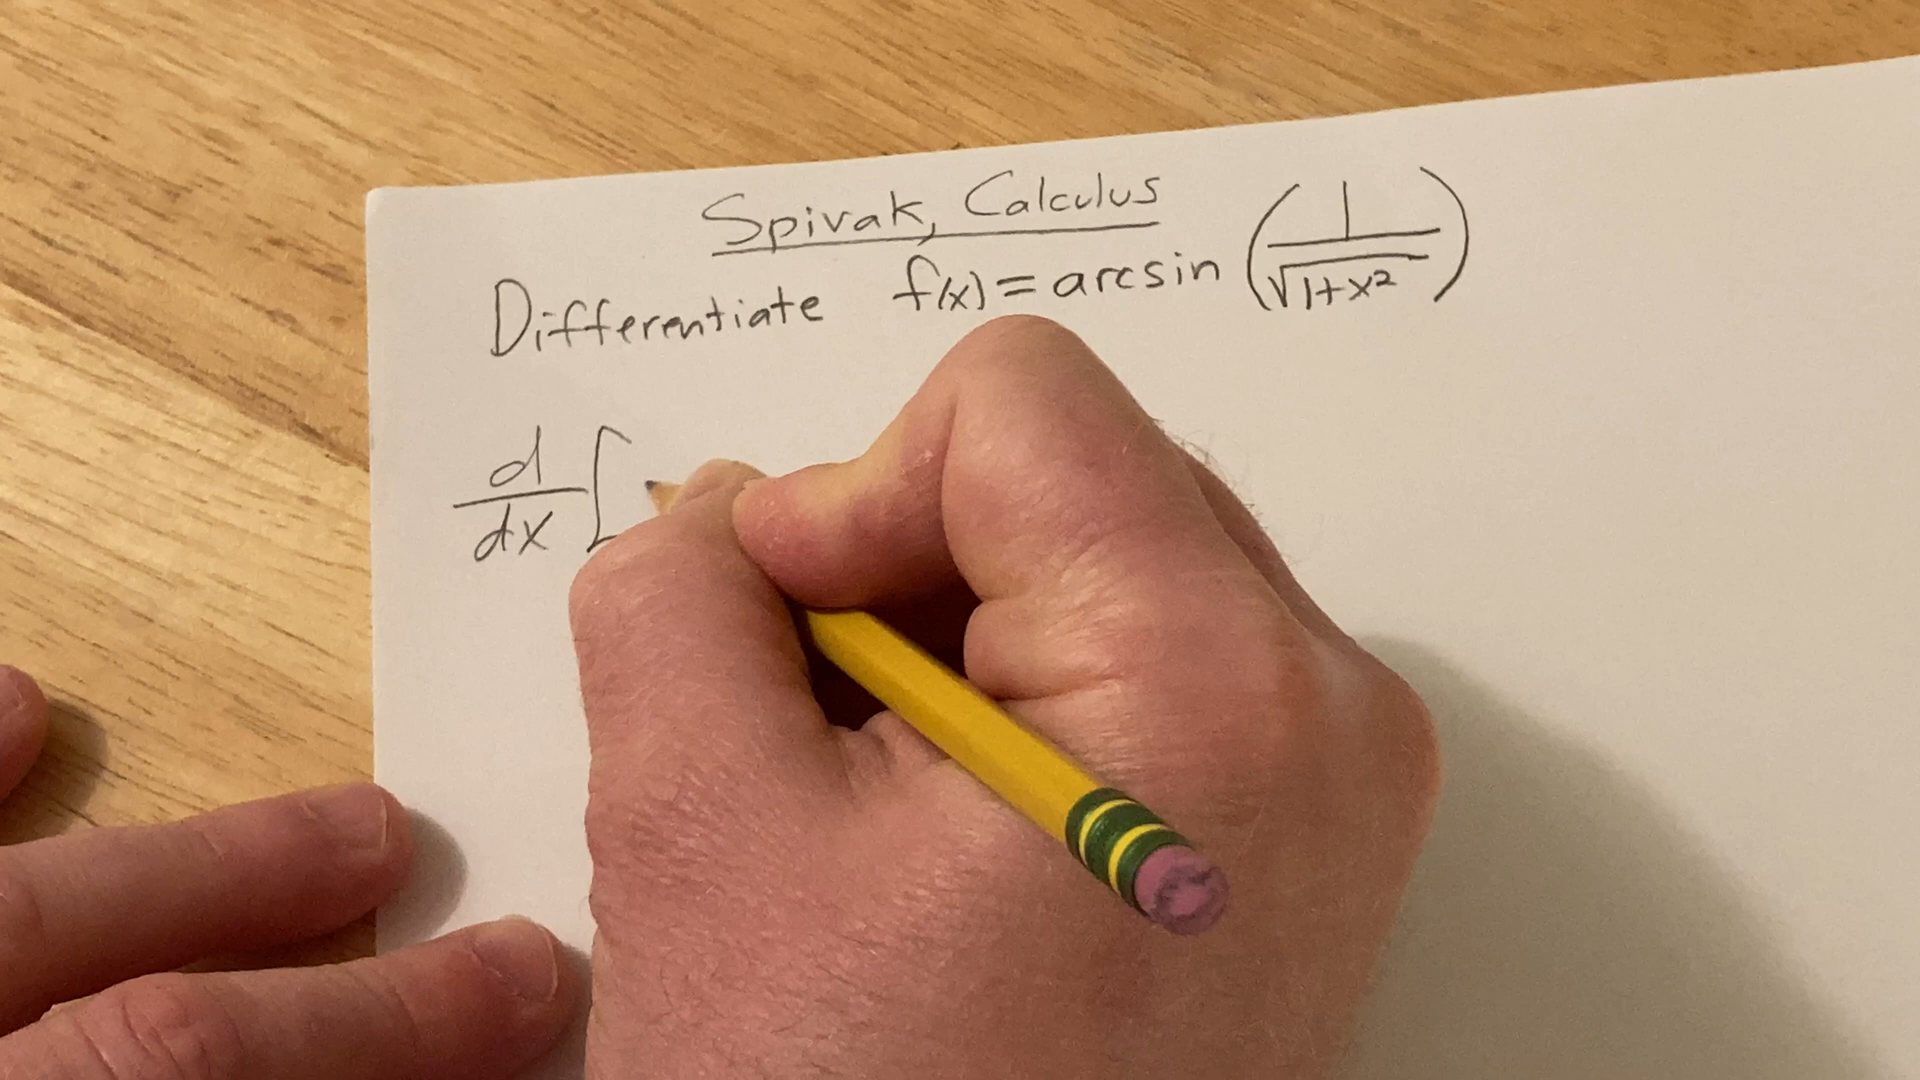 Spivak, Calculus
Differentiate f(x) = arcsin (1/√1+x²)
d/dx [